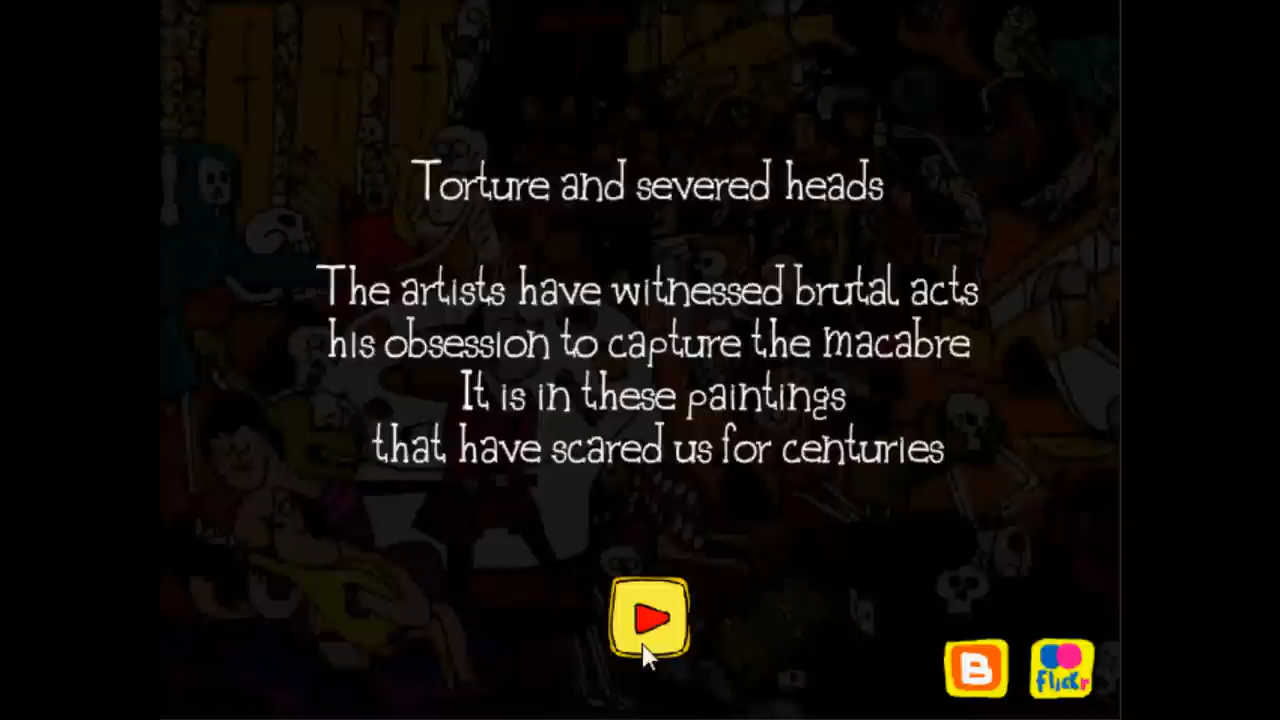 Torture and severed heads
The artists have witnessed brutal acts
his obsession to capture the macabre
It is in these paintings
that have scared us for centuries
B
flickr